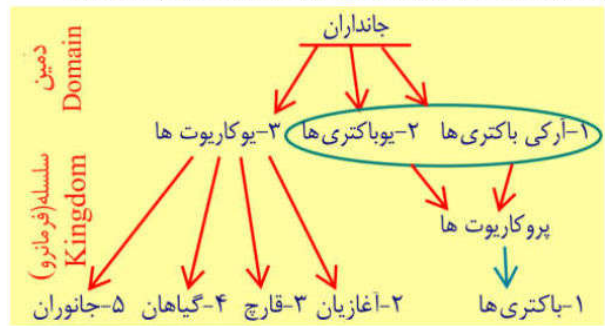 جانداران
دُمین
Domain
۱-آرکی باکتری‌ها ۲-یوباکتری‌ها ۳-یوکاریوت ها
سلسله(فرمانرو)
Kingdom
پروکاریوت ها
۱-باکتری‌ها ۲-آغازیان ۳-قارچ ۴-گیاهان ۵-جانوران